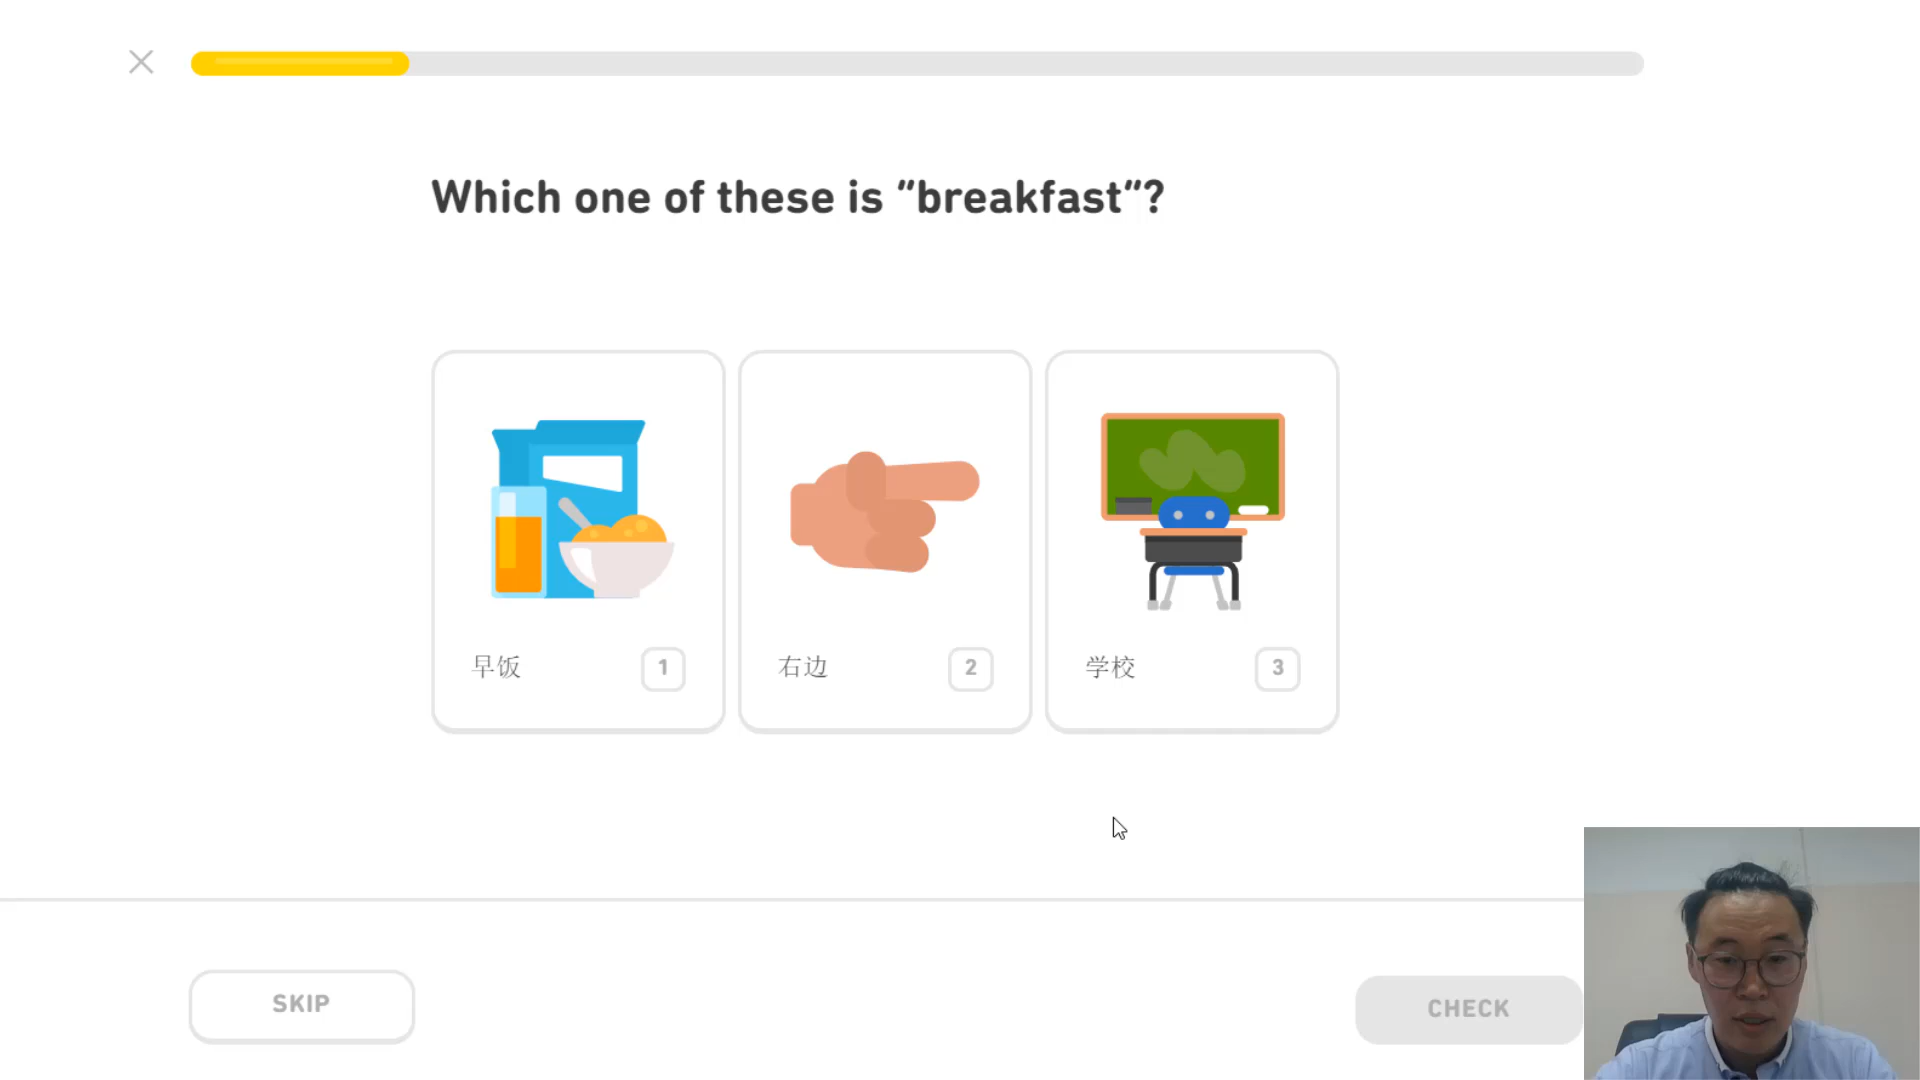 Which one of these is "breakfast"?
早饭 1
右边 2
学校 3
SKIP
CHECK